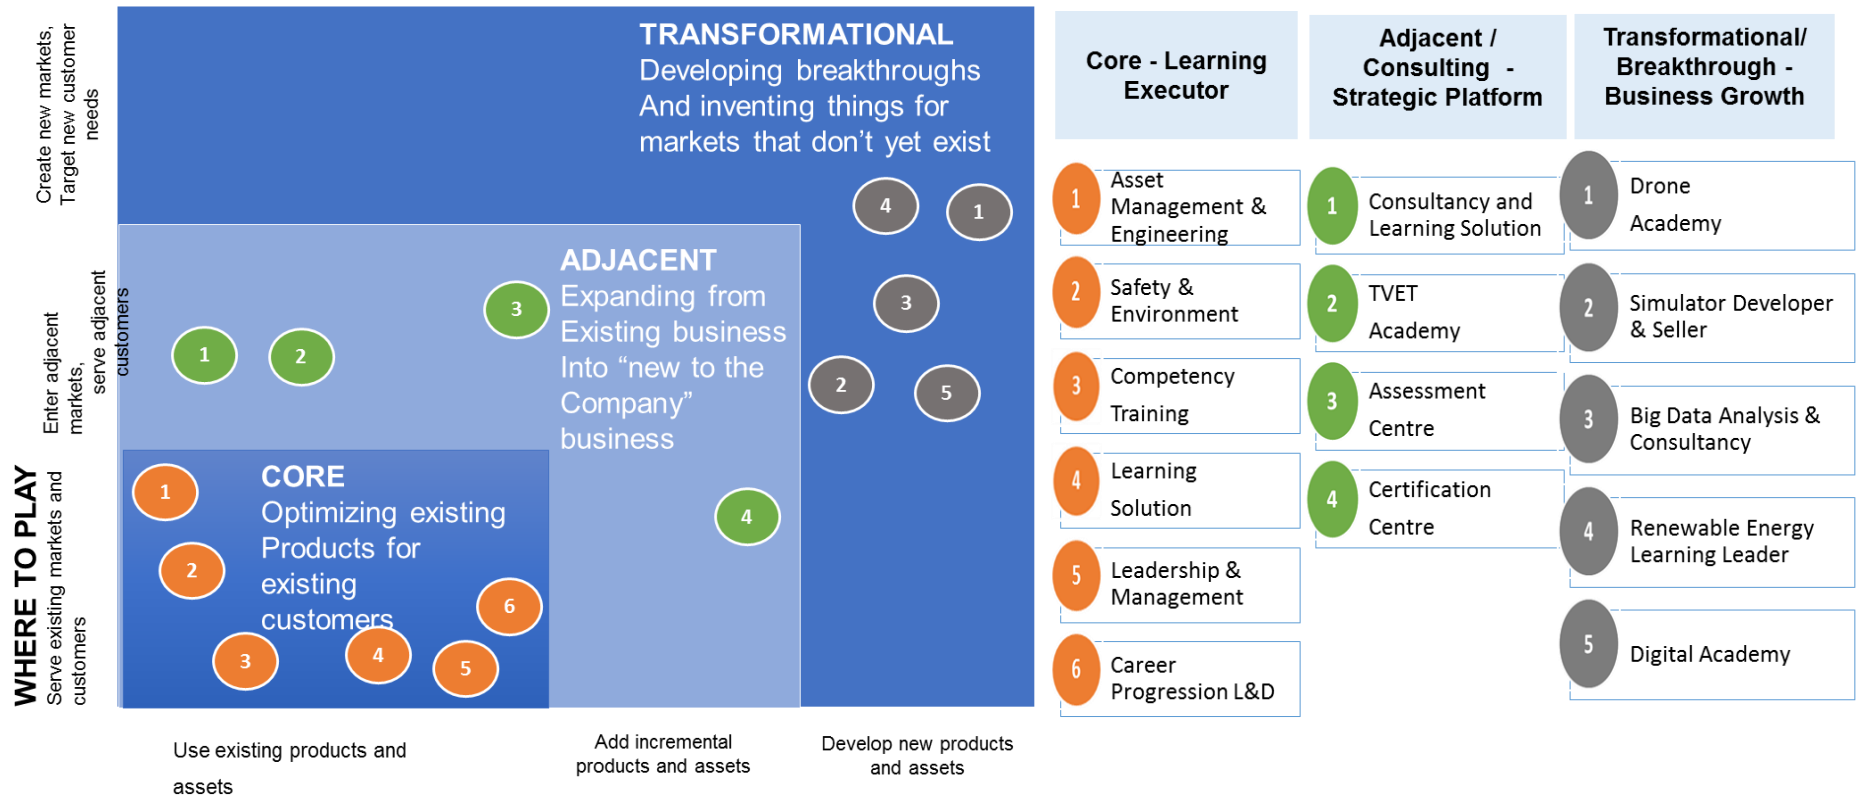 Create new markets,
Target new customer
needs
Enter adjacent
markets,
serve adjacent
customers
WHERE TO PLAY
Serve existing markets and
customers
TRANSFORMATIONAL
Developing breakthroughs
And inventing things for
markets that don’t yet exist
4
1
3
2
5
ADJACENT
Expanding from
Existing business
Into “new to the
Company”
business
3
1
2
4
CORE
Optimizing existing
Products for
existing
customers
1
2
6
3
4
5
Use existing products and
assets
Add incremental
products and assets
Develop new products
and assets
Core - Learning
Executor
1
Asset
Management &
Engineering
2
Safety &
Environment
3
Competency
Training
4
Learning
Solution
5
Leadership &
Management
6
Career
Progression L&D
Adjacent /
Consulting -
Strategic Platform
1
Consultancy and
Learning Solution
2
TVET
Academy
3
Assessment
Centre
4
Certification
Centre
Transformational/
Breakthrough -
Business Growth
1
Drone
Academy
2
Simulator Developer
& Seller
3
Big Data Analysis &
Consultancy
4
Renewable Energy
Learning Leader
5
Digital Academy